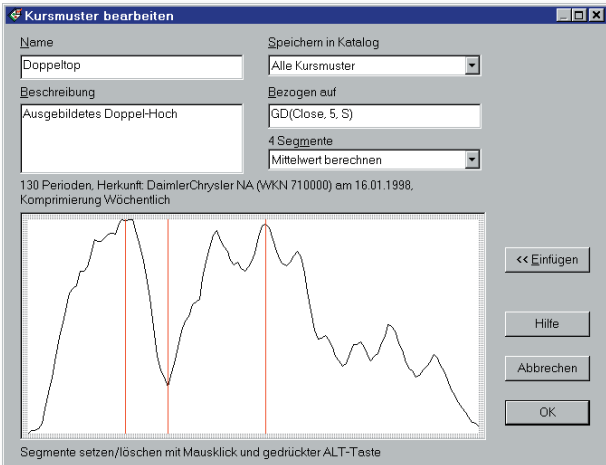 Kursmuster bearbeiten
Name
Speichern in Katalog
Doppeltop
Alle Kursmuster
Beschreibung
Bezogen auf
Ausgebildetes Doppel-Hoch
GD(Close, 5, S)
4 Segmente
Mittelwert berechnen
130 Perioden, Herkunft: DaimlerChrysler NA (WKN 710000) am 16.01.1998,
Komprimierung Wöchentlich
<< Einfügen
Hilfe
Abbrechen
OK
Segmente setzen/löschen mit Mausklick und gedrückter ALT-Taste